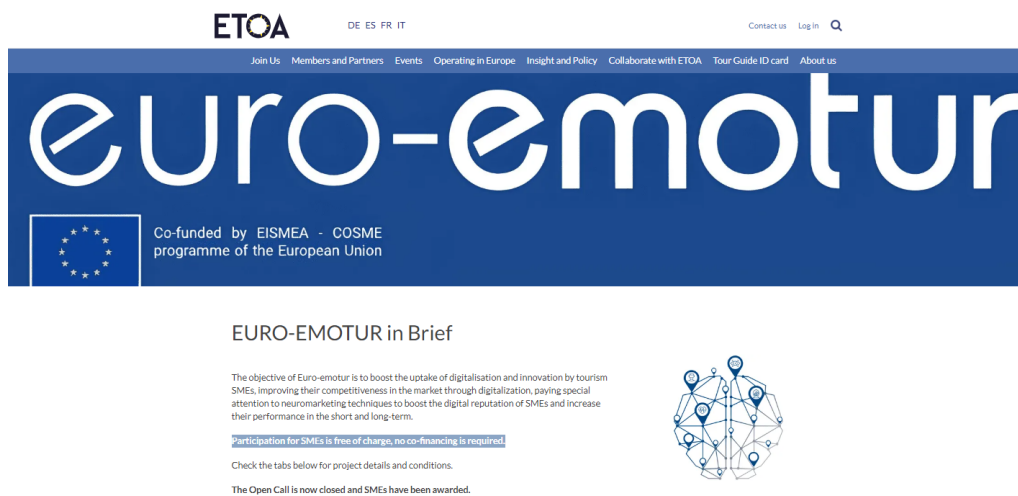 ETOA
DE ES FR IT
Contact us Log in
Join Us Members and Partners Events Operating in Europe Insight and Policy Collaborate with ETOA Tour Guide ID card About us
euro-emotur
Co-funded by EISMEA - COSME
programme of the European Union
EURO-EMOTUR in Brief
The objective of Euro-emotur is to boost the uptake of digitalisation and innovation by tourism
SMEs, improving their competitiveness in the market through digitalization, paying special
attention to neuromarketing techniques to boost the digital reputation of SMEs and increase
their performance in the short and long-term.
Participation for SMEs is free of charge, no co-financing is required.
Check the tabs below for project details and conditions.
The Open Call is now closed and SMEs have been awarded.